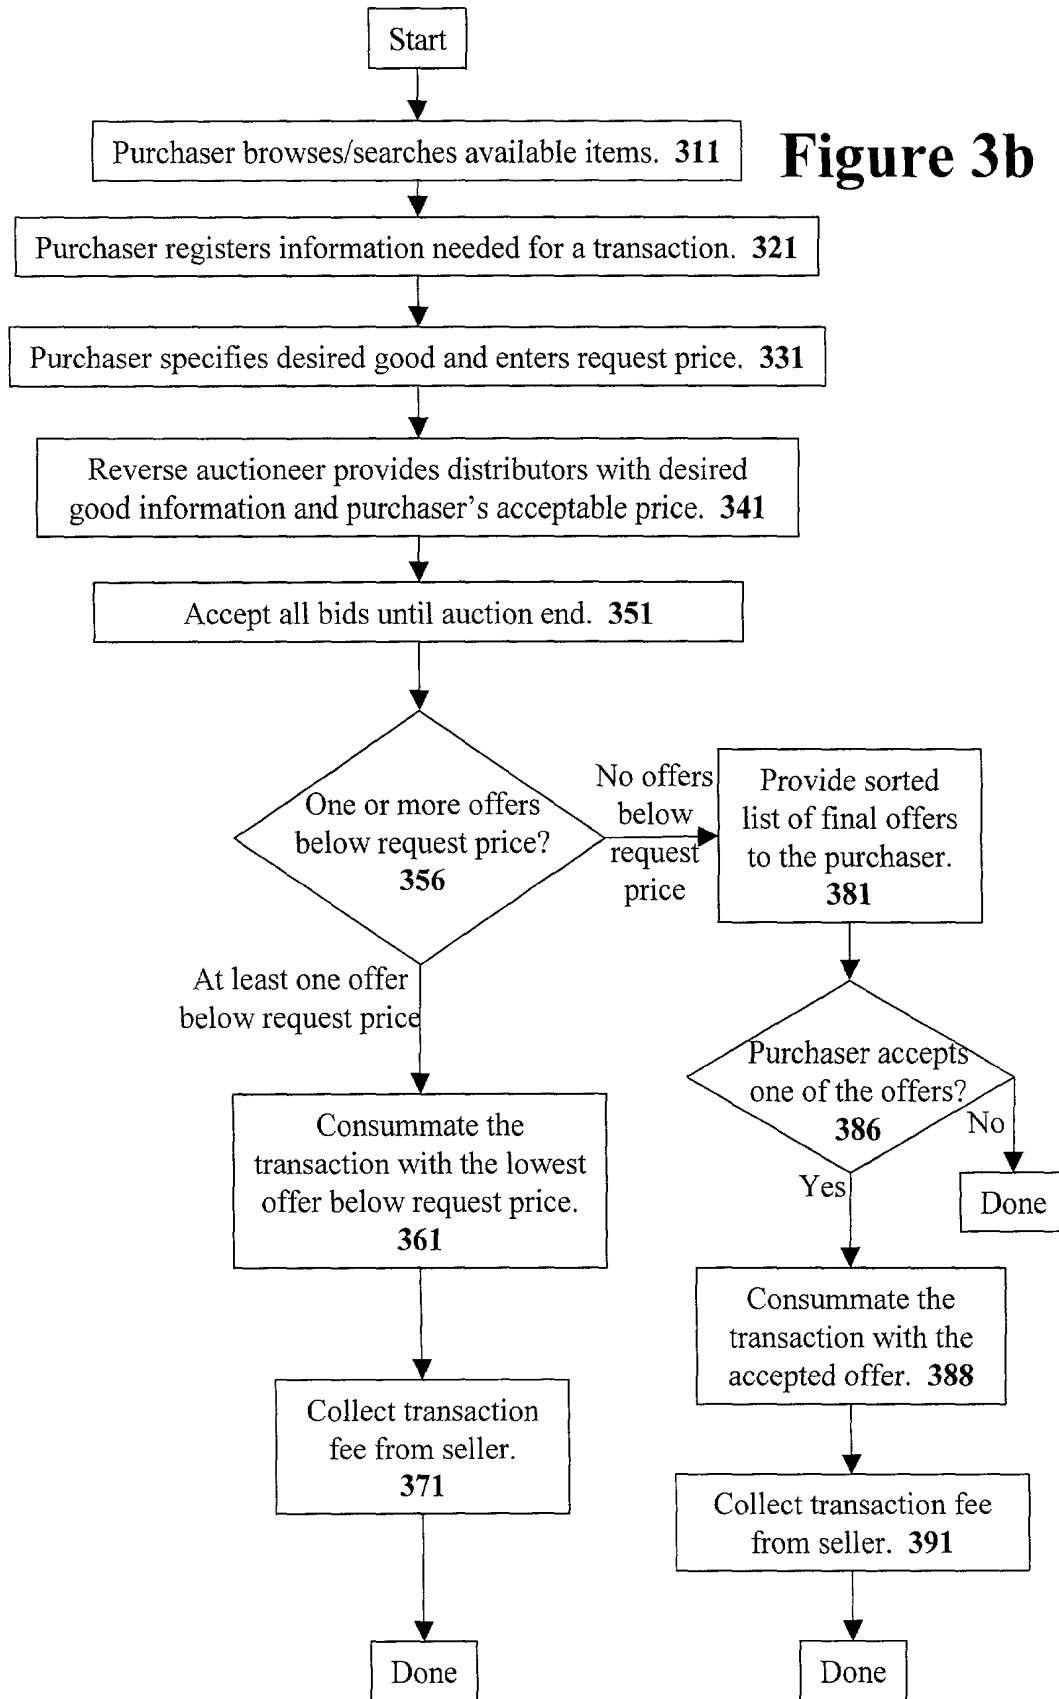 Start
Figure 3b
Purchaser browses/searches available items. 311
Purchaser registers information needed for a transaction. 321
Purchaser specifies desired good and enters request price. 331
Reverse auctioneer provides distributors with desired
good information and purchaser’s acceptable price. 341
Accept all bids until auction end. 351
One or more offers
below request price?
356
No offers
below
request
price
Provide sorted
list of final offers
to the purchaser.
381
At least one offer
below request price
Purchaser accepts
one of the offers?
386
No
Done
Yes
Consummate the
transaction with the lowest
offer below request price.
361
Consummate the
transaction with the
accepted offer. 388
Collect transaction
fee from seller.
371
Collect transaction fee
from seller. 391
Done
Done